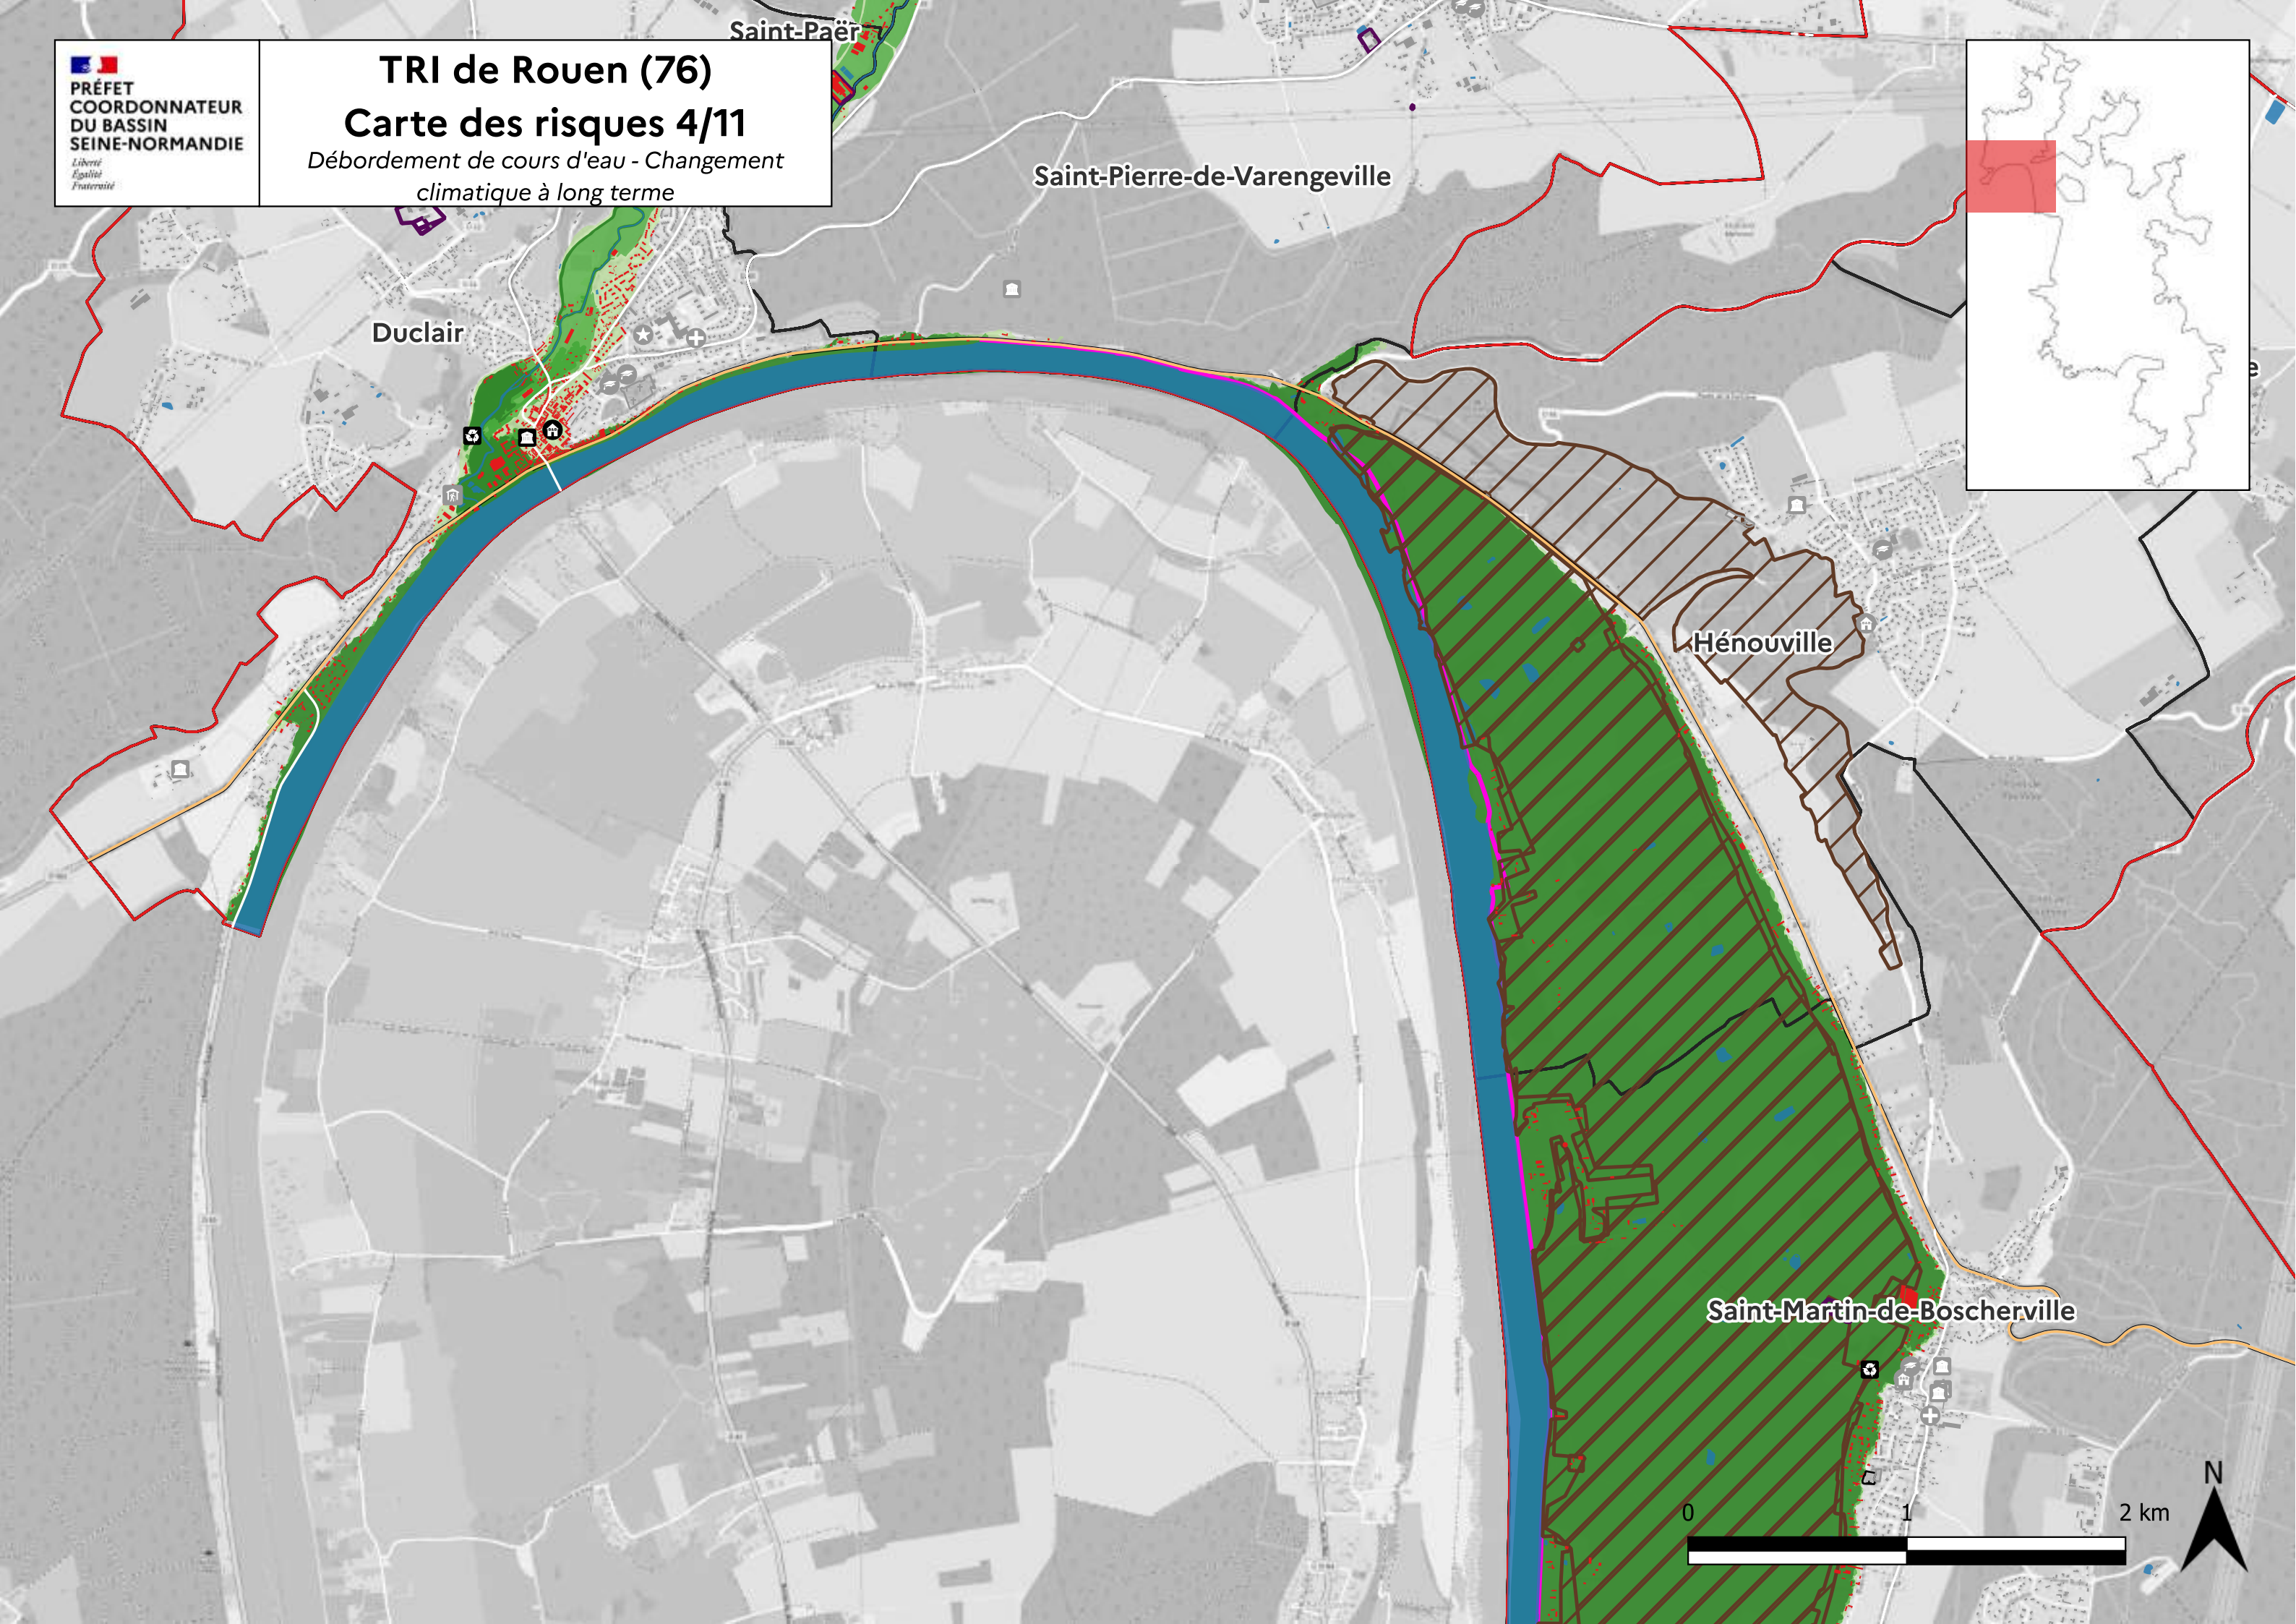 Saint-Paër
PRÉFET
COORDONNATEUR
DU BASSIN
SEINE-NORMANDIE
Liberté
Égalité
Fraternité
TRI de Rouen (76)
Carte des risques 4/11
Débordement de cours d'eau - Changement
climatique à long terme
Saint-Pierre-de-Varengeville
Duclair
Hénouville
Saint-Martin-de-Boscherville
0 1 2 km
N